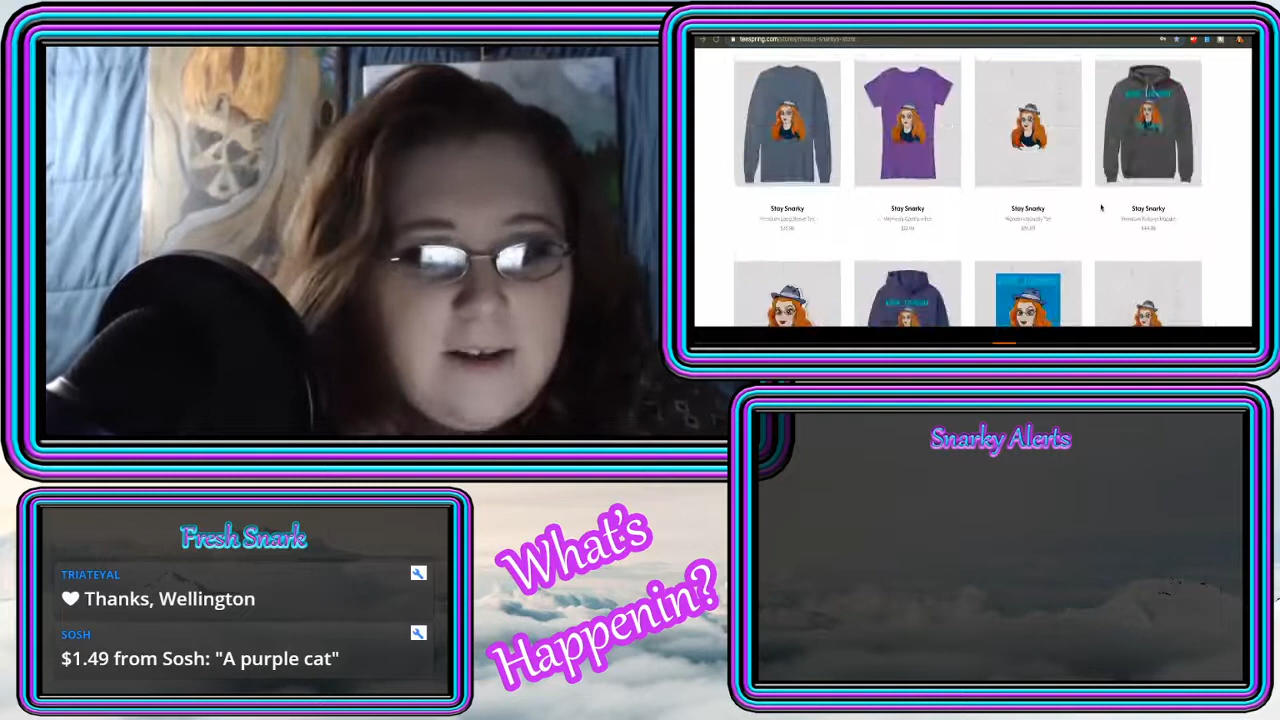 Stay Snarky
Stay Snarky
Stay Snarky
Stay Snarky
Snarky Alerts
Fresh Snark
TRIATEYAL
Thanks, Wellington
SOSH
$1.49 from Sosh: "A purple cat"
What's
Happenin?